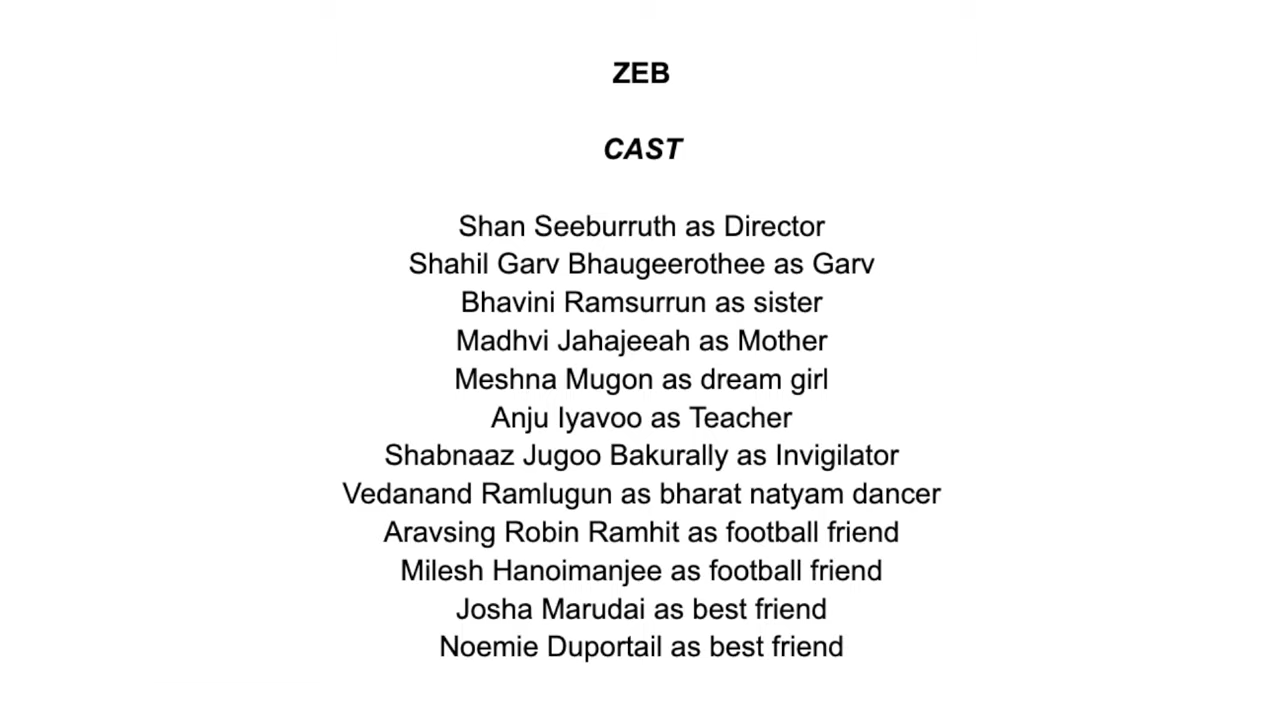 ZEB
CAST
Shan Seeburruth as Director
Shahil Garv Bhaugeerothee as Garv
Bhavini Ramsurrun as sister
Madhvi Jahajeeah as Mother
Meshna Mugon as dream girl
Anju Iyavoo as Teacher
Shabnaaz Jugoo Bakurally as Invigilator
Vedanand Ramlugun as bharat natyam dancer
Aravsing Robin Ramhit as football friend
Milesh Hanoimanjee as football friend
Josha Marudai as best friend
Noemie Duportail as best friend